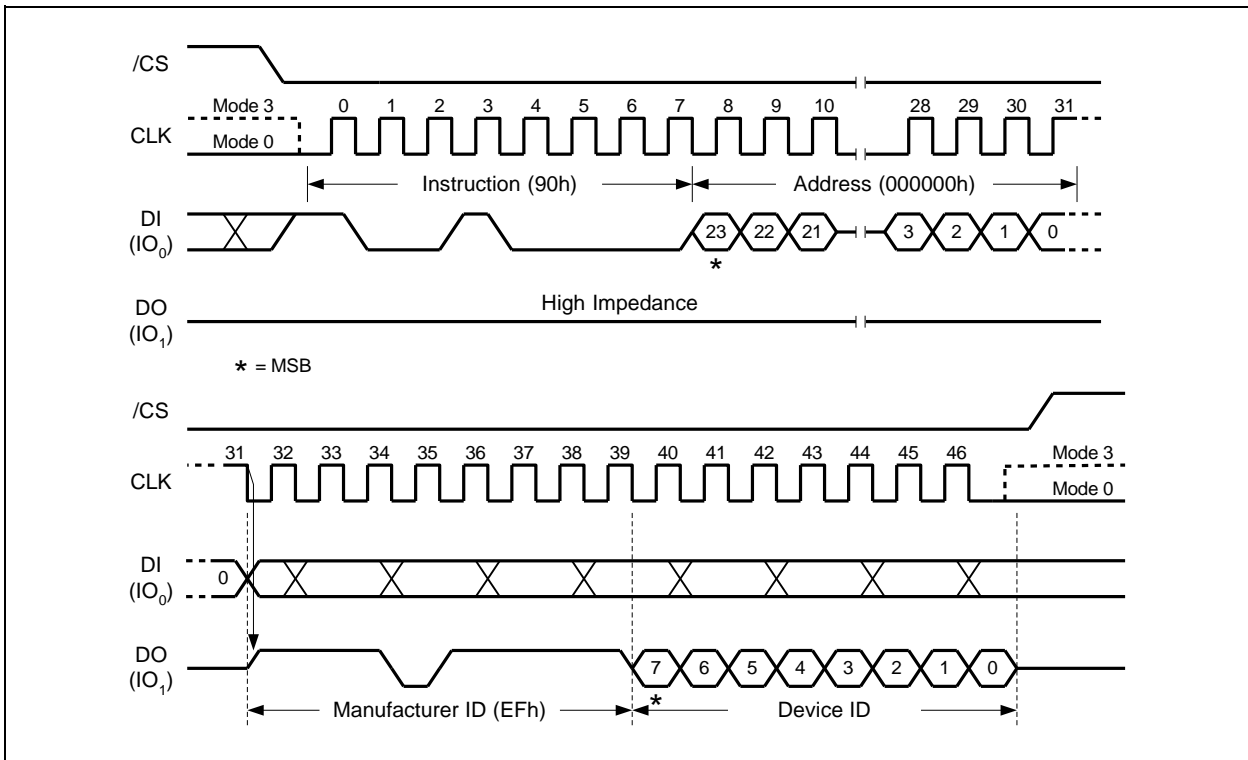 /CS
Mode 3 0 1 2 3 4 5 6 7 8 9 10 28 29 30 31
CLK
Mode 0
Instruction (90h) Address (000000h)
DI
(IO0) 23 22 21 3 2 1 0
*
High Impedance
DO
(IO1)
* = MSB
/CS
31 32 33 34 35 36 37 38 39 40 41 42 43 44 45 46 Mode 3
CLK
Mode 0
DI
(IO0) 0
DO
(IO1) 7 6 5 4 3 2 1 0
*
Manufacturer ID (EFh) Device ID